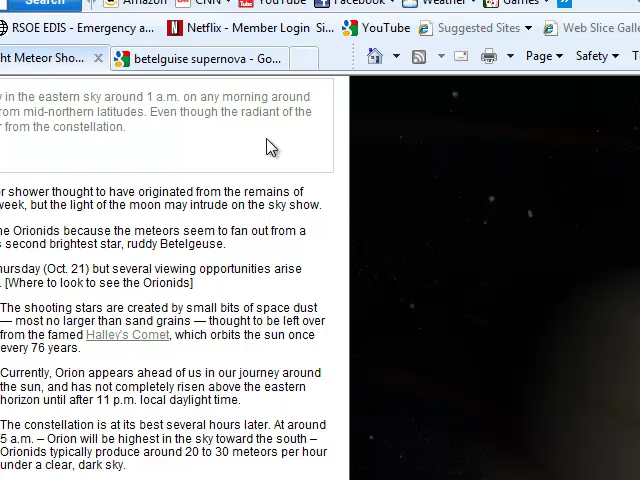 Search Amazon CNN YouTube Facebook Weather Games
RSOE EDIS - Emergency a... Netflix - Member Login Si... YouTube Suggested Sites Web Slice Galle
ht Meteor Sho... x betelguise supernova - Go... Page Safety
in the eastern sky around 1 a.m. on any morning around
rom mid-northern latitudes. Even though the radiant of the
r from the constellation.
r shower thought to have originated from the remains of
week, but the light of the moon may intrude on the sky show.
he Orionids because the meteors seem to fan out from a
s second brightest star, ruddy Betelgeuse.
hursday (Oct. 21) but several viewing opportunities arise
. [Where to look to see the Orionids]
The shooting stars are created by small bits of space dust
— most no larger than sand grains — thought to be left over
from the famed Halley's Comet, which orbits the sun once
every 76 years.
Currently, Orion appears ahead of us in our journey around
the sun, and has not completely risen above the eastern
horizon until after 11 p.m. local daylight time.
The constellation is at its best several hours later. At around
5 a.m. – Orion will be highest in the sky toward the south –
Orionids typically produce around 20 to 30 meteors per hour
under a clear, dark sky.